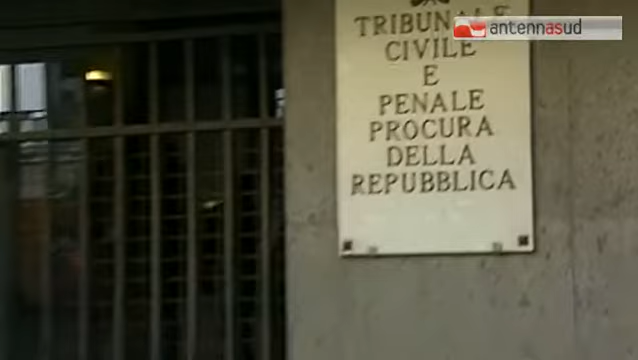 TRIBUNALE
antennasud
CIVILE
E
PENALE
PROCURA
DELLA
REPUBBLICA